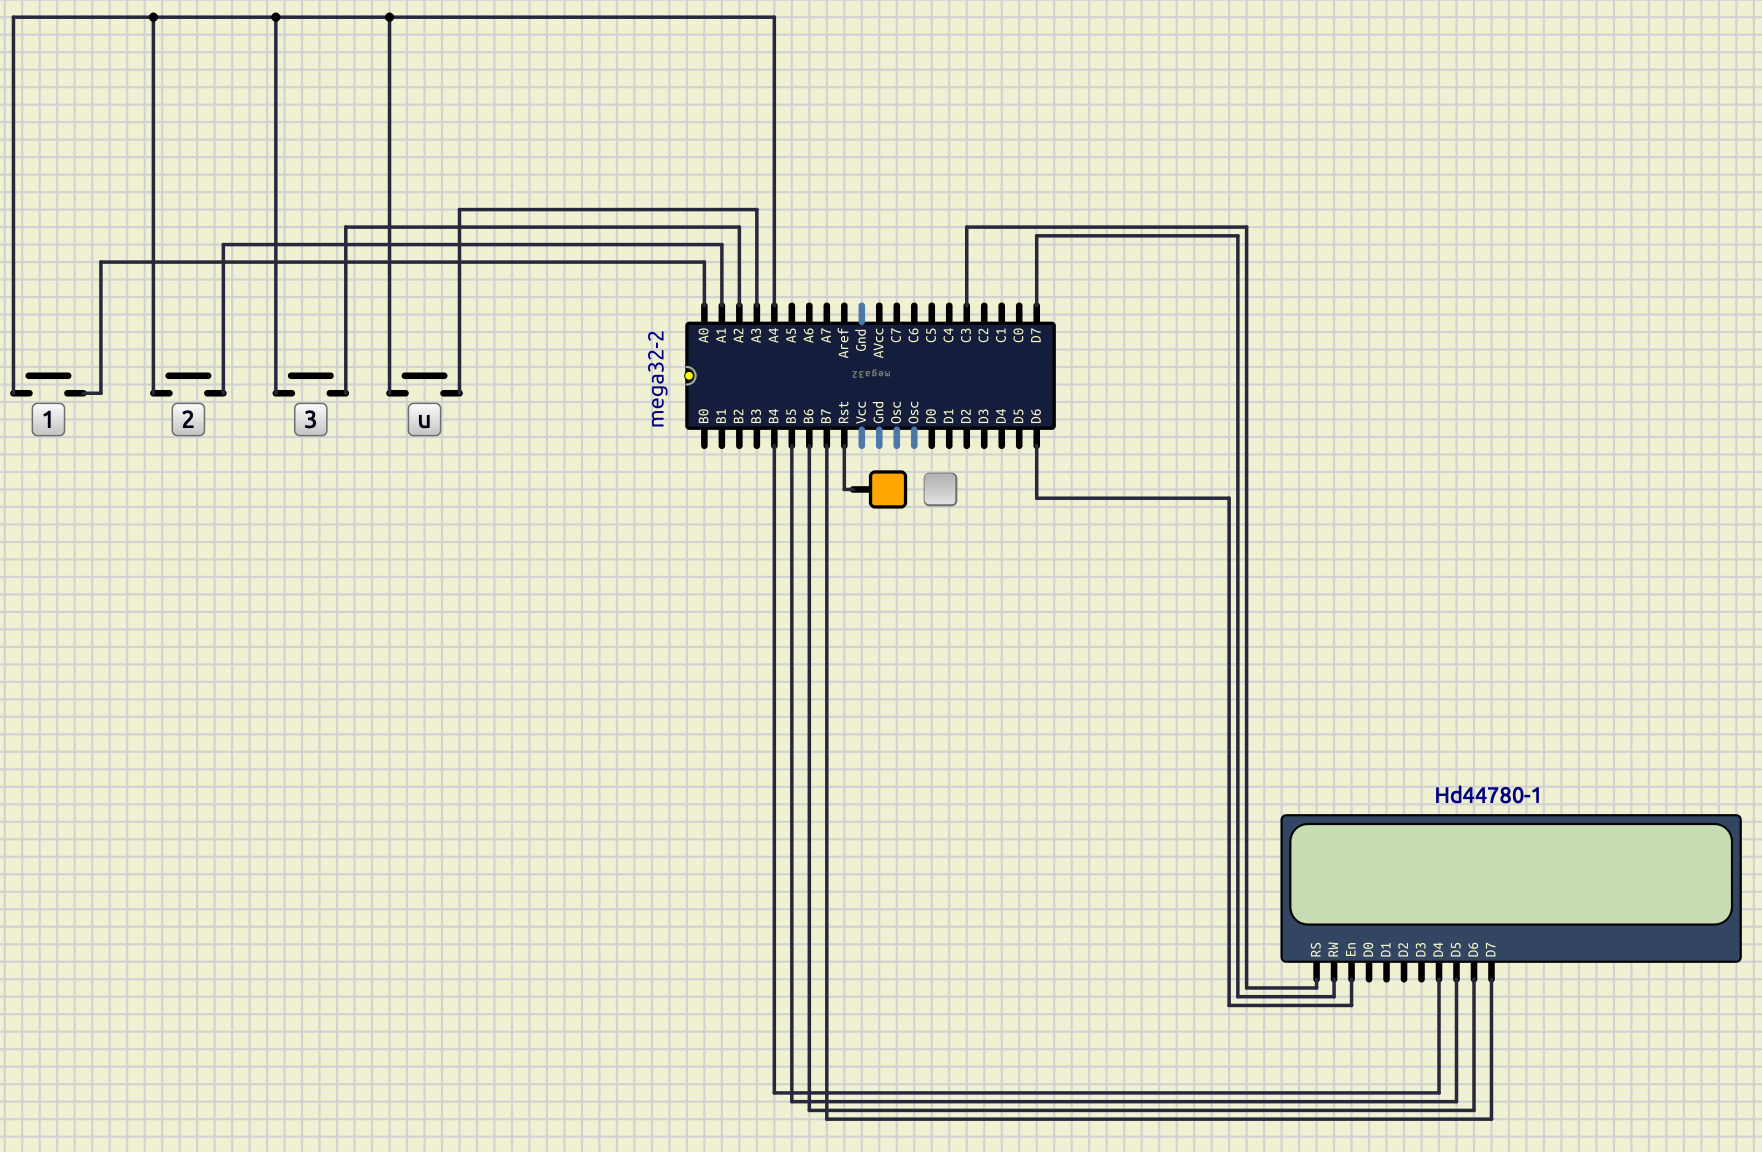 mega32-2
A0 A1 A2 A3 A4 A5 A6 A7 Aref Gnd AVcc C7 C6 C5 C4 C3 C2 C1 C0 D7
mega32
B0 B1 B2 B3 B4 B5 B6 B7 Rst Vcc Gnd Osc Osc D0 D1 D2 D3 D4 D5 D6
1 2 3 u
Hd44780-1
RS RW En D0 D1 D2 D3 D4 D5 D6 D7